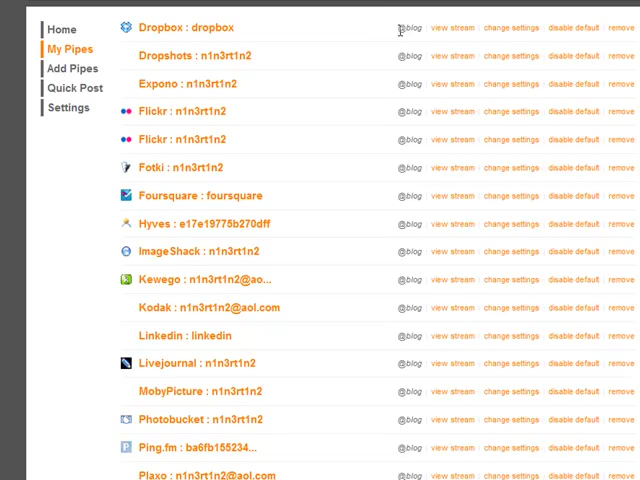 Home
My Pipes
Add Pipes
Quick Post
Settings
Dropbox : dropbox @blog view stream | change settings | disable default | remove
Dropshots : n1n3rt1n2 @blog view stream | change settings | disable default | remove
Expono : n1n3rt1n2 @blog view stream | change settings | disable default | remove
Flickr : n1n3rt1n2 @blog view stream | change settings | disable default | remove
Flickr : n1n3rt1n2 @blog view stream | change settings | disable default | remove
Fotki : n1n3rt1n2 @blog view stream | change settings | disable default | remove
Foursquare : foursquare @blog view stream | change settings | disable default | remove
Hyves : e17e19775b270dff @blog view stream | change settings | disable default | remove
ImageShack : n1n3rt1n2 @blog view stream | change settings | disable default | remove
Kewego : n1n3rt1n2@ao... @blog view stream | change settings | disable default | remove
Kodak : n1n3rt1n2@aol.com @blog view stream | change settings | disable default | remove
Linkedin : linkedin @blog view stream | change settings | disable default | remove
Livejournal : n1n3rt1n2 @blog view stream | change settings | disable default | remove
MobyPicture : n1n3rt1n2 @blog view stream | change settings | disable default | remove
Photobucket : n1n3rt1n2 @blog view stream | change settings | disable default | remove
Ping.fm : ba6fb155234... @blog view stream | change settings | disable default | remove
Plaxo : n1n3rt1n2@aol.com @blog view stream | change settings | disable default | remove